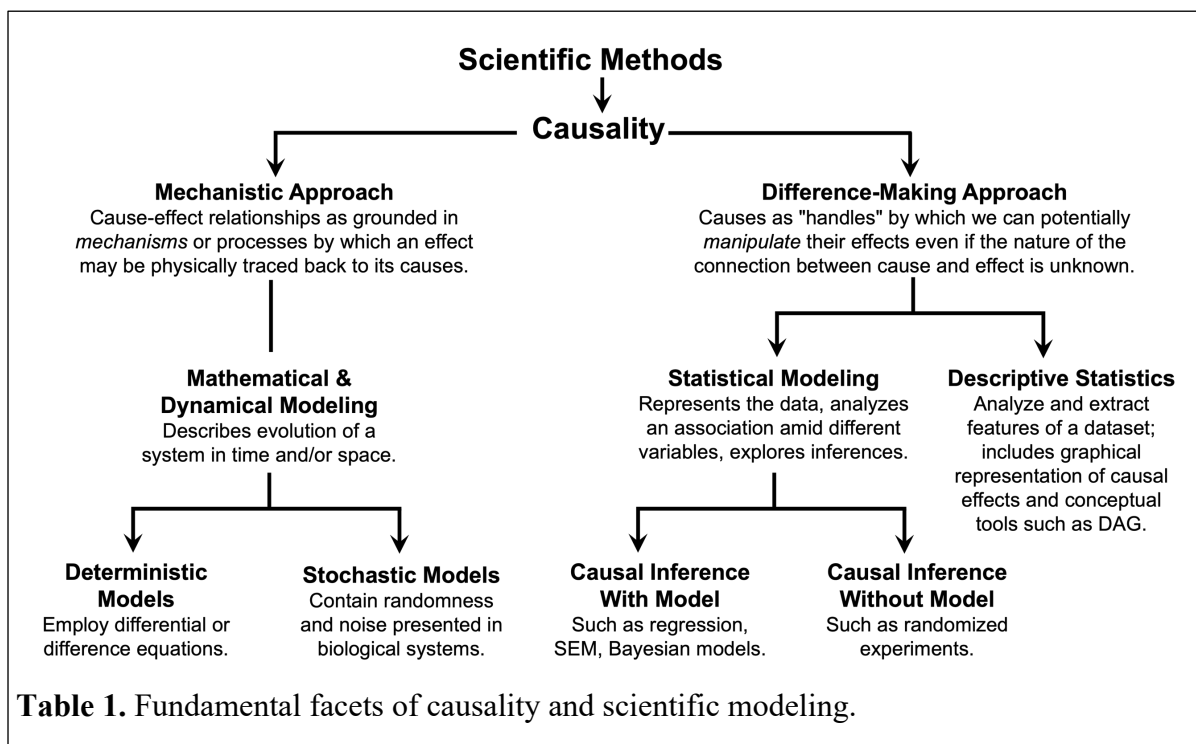 Scientific Methods
Causality
Mechanistic Approach
Cause-effect relationships as grounded in
mechanisms or processes by which an effect
may be physically traced back to its causes.
Difference-Making Approach
Causes as "handles" by which we can potentially
manipulate their effects even if the nature of the
connection between cause and effect is unknown.
Mathematical &
Dynamical Modeling
Describes evolution of a
system in time and/or space.
Statistical Modeling
Represents the data, analyzes
an association amid different
variables, explores inferences.
Descriptive Statistics
Analyze and extract
features of a dataset;
includes graphical
representation of causal
effects and conceptual
tools such as DAG.
Deterministic
Models
Employ differential or
difference equations.
Stochastic Models
Contain randomness
and noise presented in
biological systems.
Causal Inference
With Model
Such as regression,
SEM, Bayesian models.
Causal Inference
Without Model
Such as randomized
experiments.
Table 1. Fundamental facets of causality and scientific modeling.